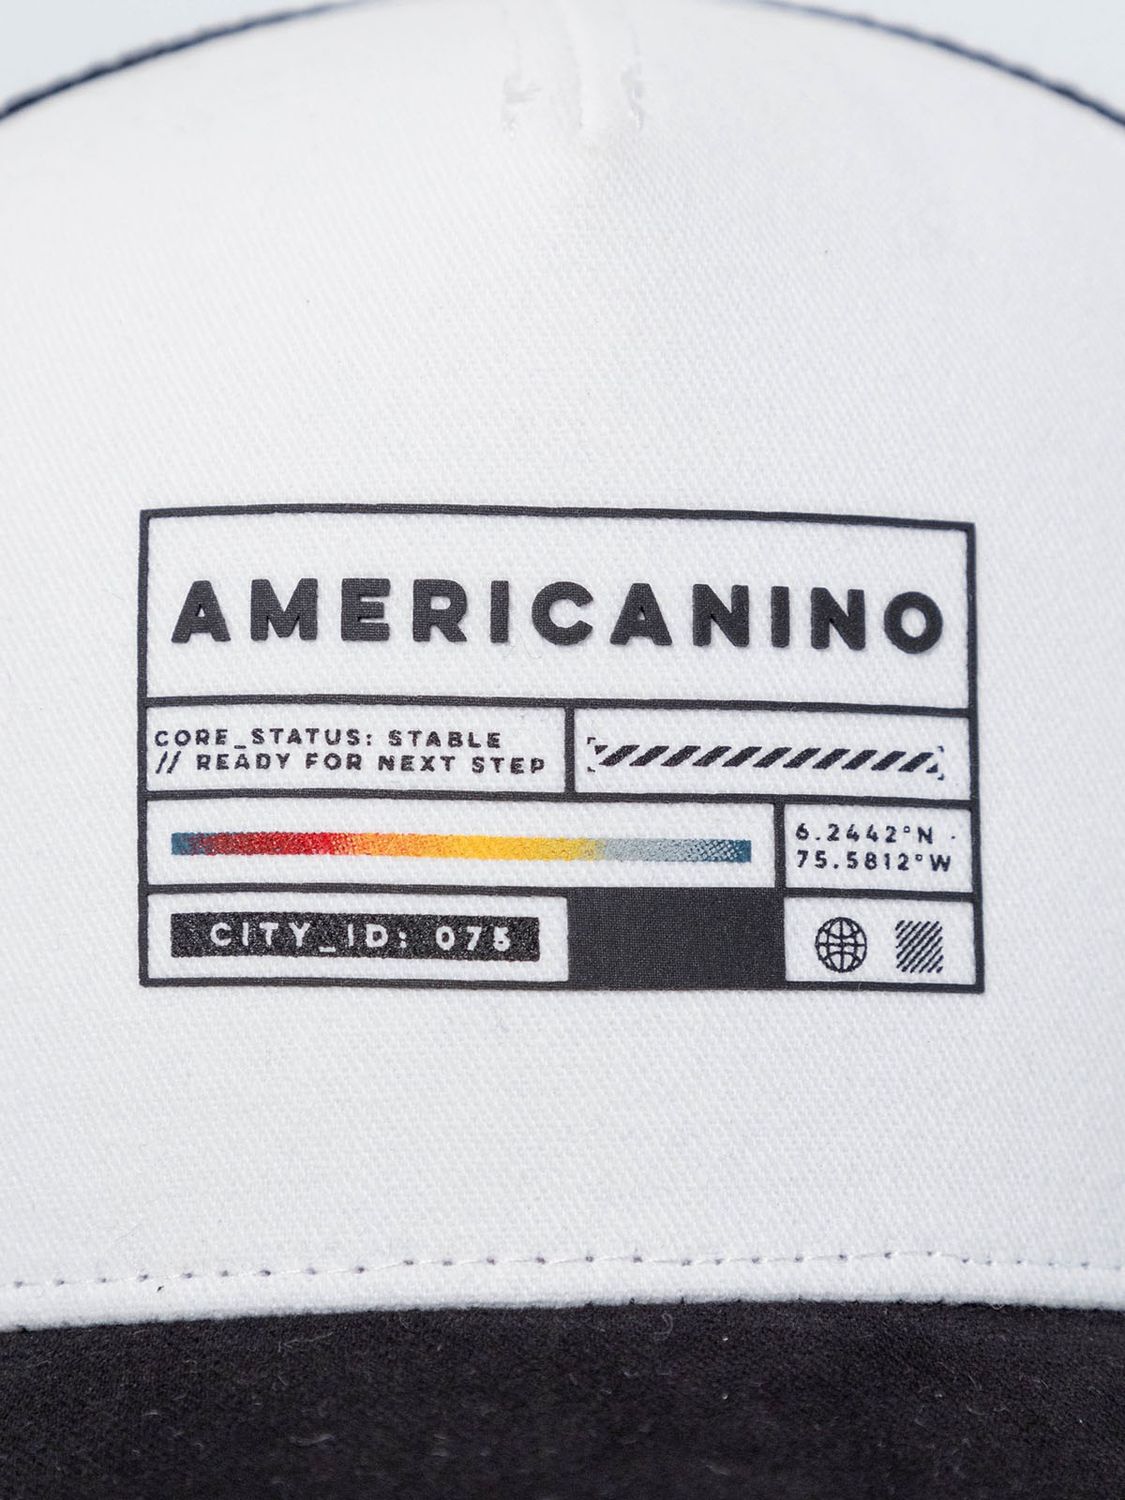 AMERICANINO
CORE_STATUS: STABLE
// READY FOR NEXT STEP
6.2442°N ·
75.5812°W
CITY_ID: 075